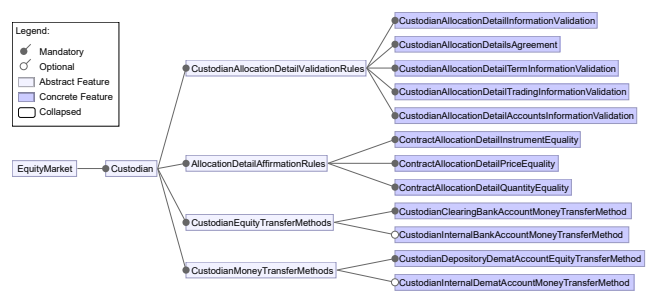 Legend:
Mandatory
Optional
Abstract Feature
Concrete Feature
Collapsed
EquityMarket
Custodian
CustodianAllocationDetailValidationRules
CustodianAllocationDetailInformationValidation
CustodianAllocationDetailsAgreement
CustodianAllocationDetailTermInformationValidation
CustodianAllocationDetailTradingInformationValidation
CustodianAllocationDetailAccountsInformationValidation
AllocationDetailAffirmationRules
ContractAllocationDetailInstrumentEquality
ContractAllocationDetailPriceEquality
ContractAllocationDetailQuantityEquality
CustodianEquityTransferMethods
CustodianClearingBankAccountMoneyTransferMethod
CustodianInternalBankAccountMoneyTransferMethod
CustodianMoneyTransferMethods
CustodianDepositoryDematAccountEquityTransferMethod
CustodianInternalDematAccountMoneyTransferMethod